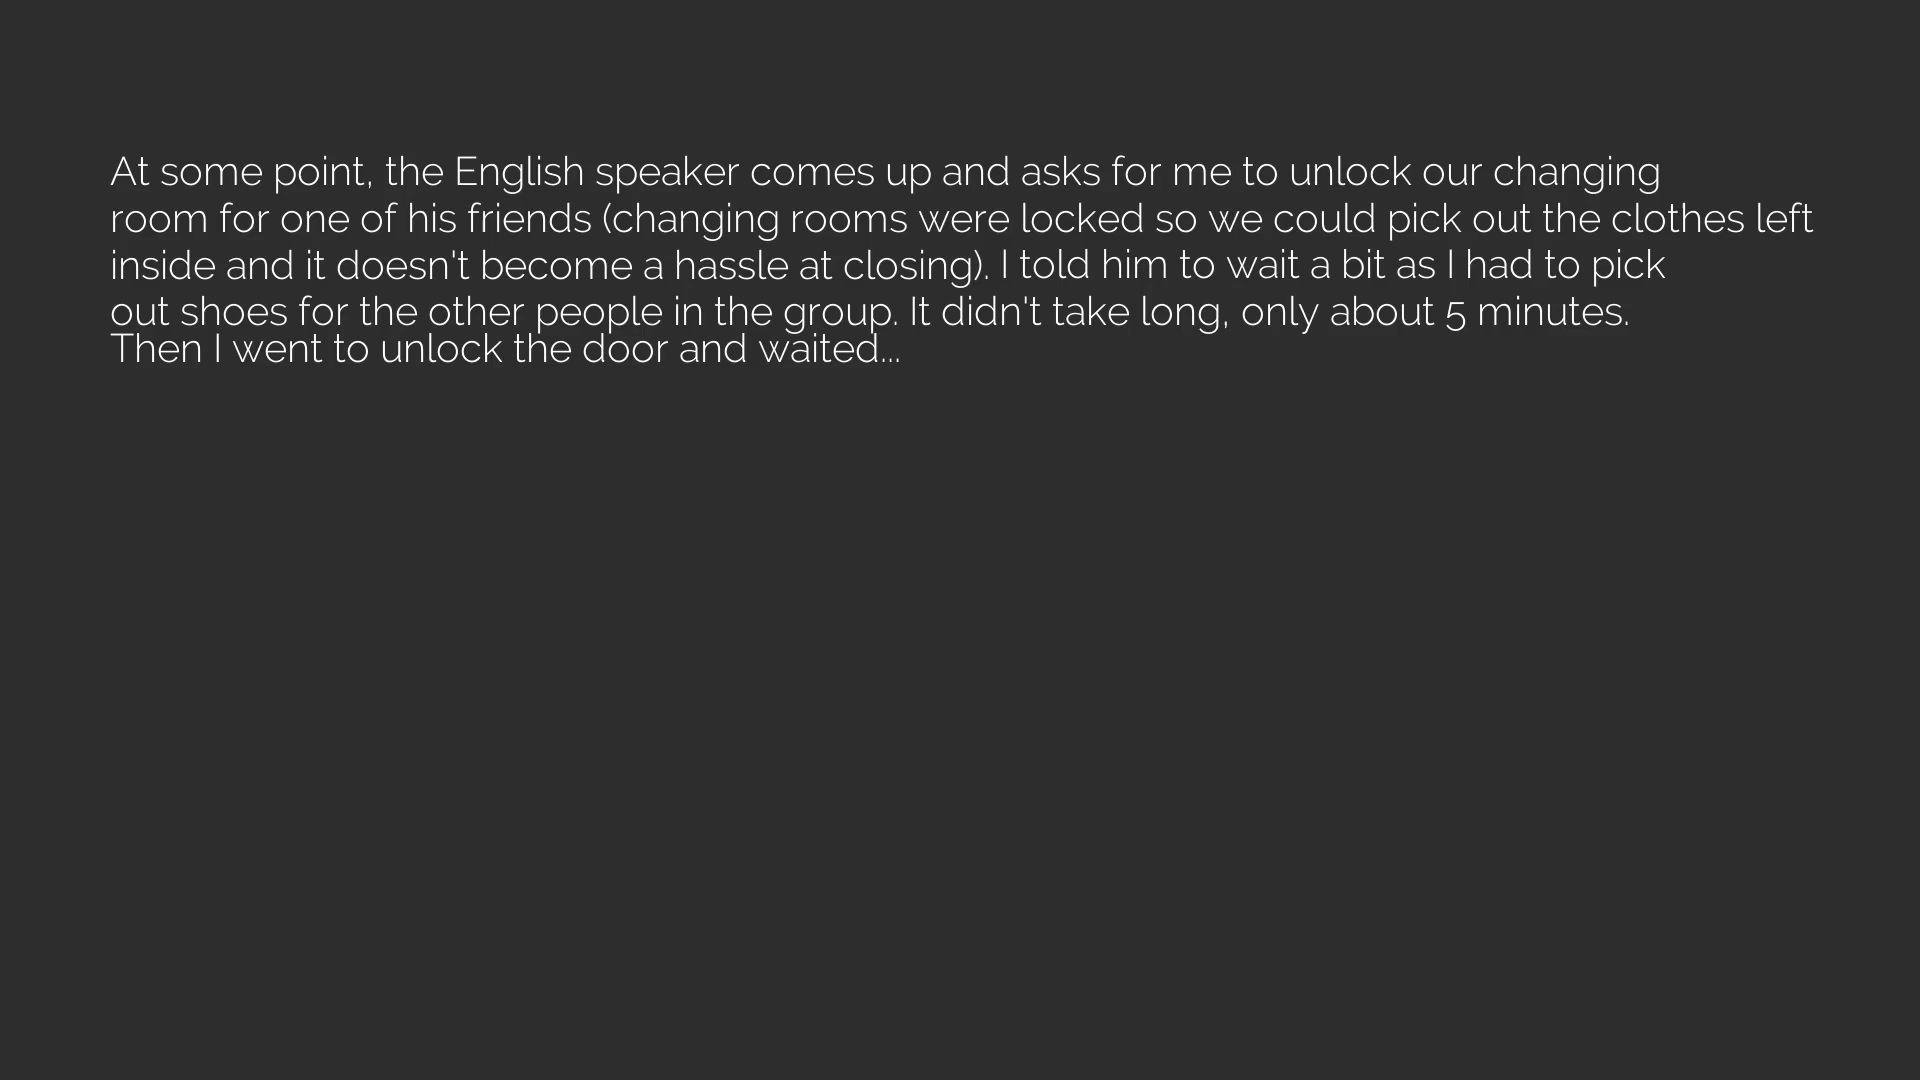 At some point, the English speaker comes up and asks for me to unlock our changing
room for one of his friends (changing rooms were locked so we could pick out the clothes left
inside and it doesn't become a hassle at closing). I told him to wait a bit as I had to pick
out shoes for the other people in the group. It didn't take long, only about 5 minutes.
Then I went to unlock the door and waited...